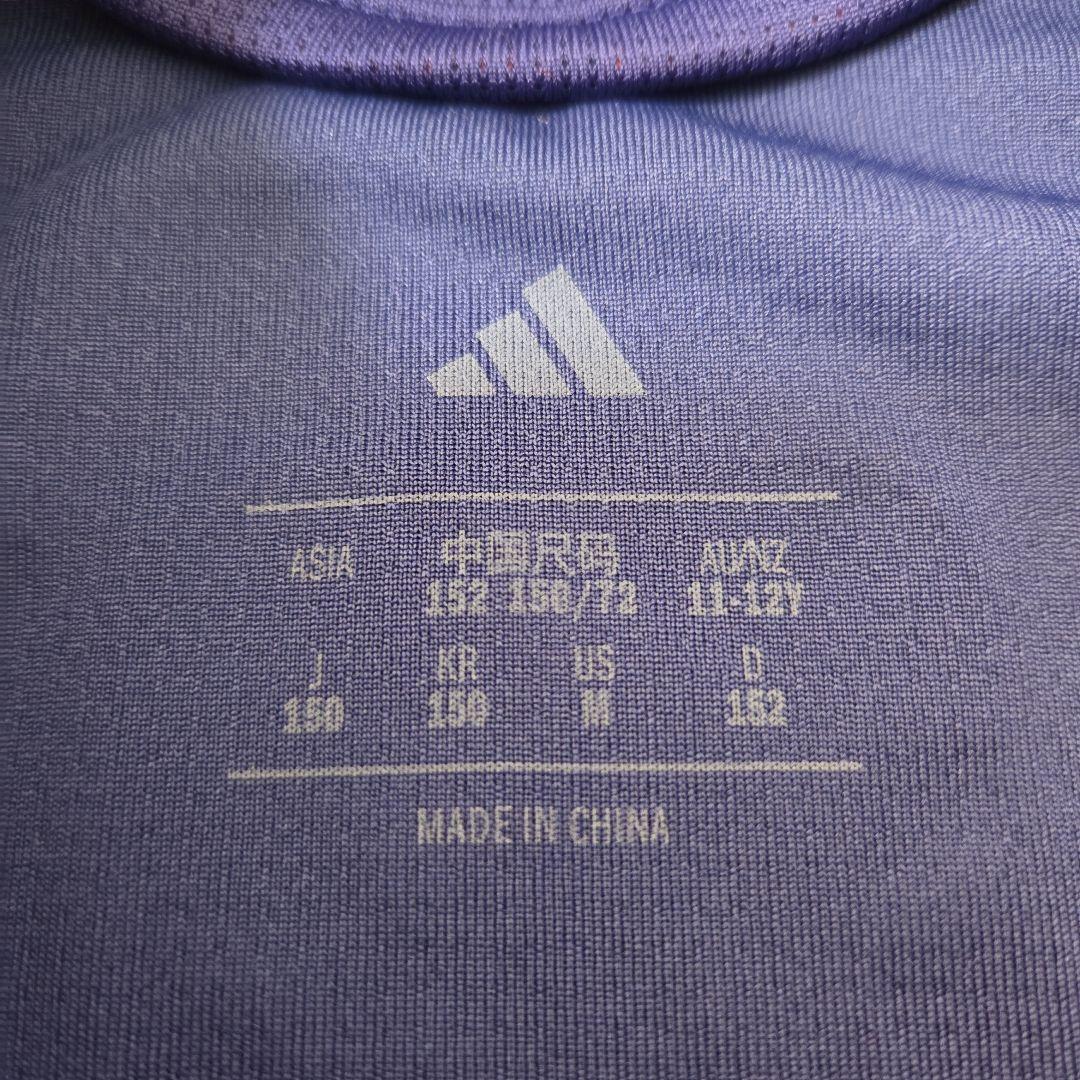 ASIA 中国尺码 AU/NZ
152 150/72 11-12Y
J KR US D
150 150 M 152
MADE IN CHINA